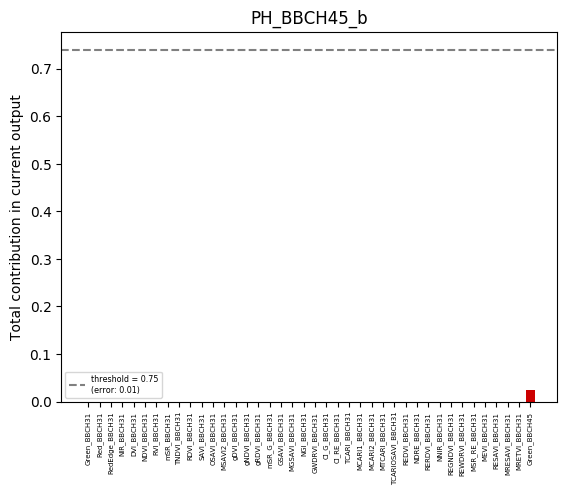 PH_BBCH45_b
Total contribution in current output
0.7
0.6
0.5
0.4
0.3
0.2
0.1
0.0
threshold = 0.75
(error: 0.01)
Green_BBCH31
Red_BBCH31
RedEdge_BBCH31
NIR_BBCH31
DVI_BBCH31
NDVI_BBCH31
RVI_BBCH31
mSR_BBCH31
TNDVI_BBCH31
RDVI_BBCH31
SAVI_BBCH31
OSAVI_BBCH31
MSAVI2_BBCH31
gDVI_BBCH31
gNDVI_BBCH31
gRDVI_BBCH31
mSR_G_BBCH31
GSAVI_BBCH31
MGSAVI_BBCH31
NGI_BBCH31
GWDRVI_BBCH31
CI_G_BBCH31
CI_RE_BBCH31
TCARI_BBCH31
MCARI1_BBCH31
MCARI2_BBCH31
MTCARI_BBCH31
TCARIOSAVI_BBCH31
REDVI_BBCH31
NDRE_BBCH31
RERDVI_BBCH31
NNIR_BBCH31
REGNDVI_BBCH31
REWDRVI_BBCH31
MSR_RE_BBCH31
MEVI_BBCH31
RESAVI_BBCH31
MRESAVI_BBCH31
MRETVI_BBCH31
Green_BBCH45